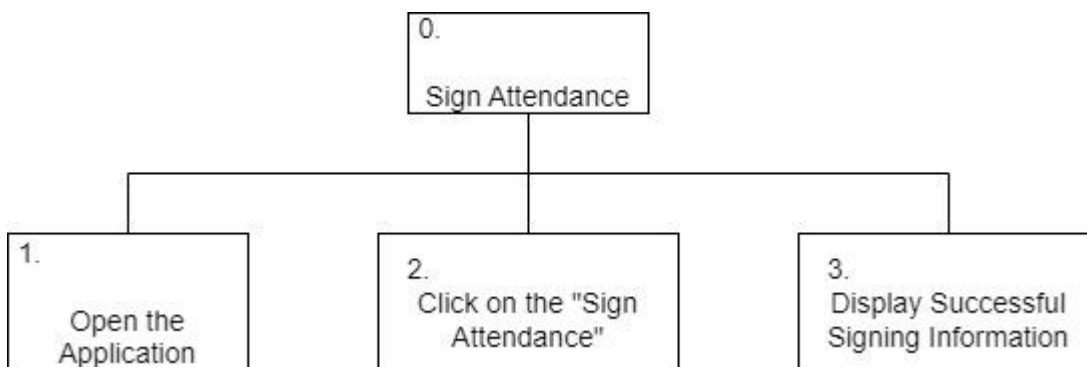 0.
Sign Attendance
1.
Open the
Application
2.
Click on the "Sign
Attendance"
3.
Display Successful
Signing Information